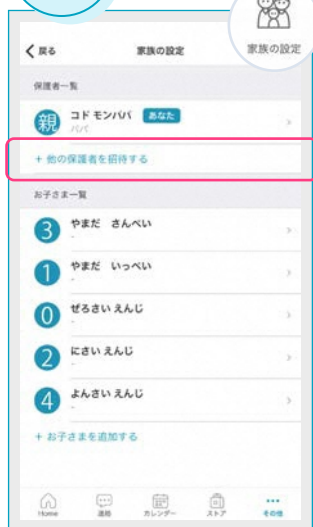 家族の設定
戻る 家族の設定
保護者一覧
親 コドモンパパ あなた
パパ
+ 他の保護者を招待する
お子さま一覧
3 やまだ さんぺい
-
1 やまだ いっぺい
-
0 ぜろさい えんじ
-
2 にさい えんじ
-
4 よんさい えんじ
-
+ お子さまを追加する
Home 連絡 カレンダー ストア その他